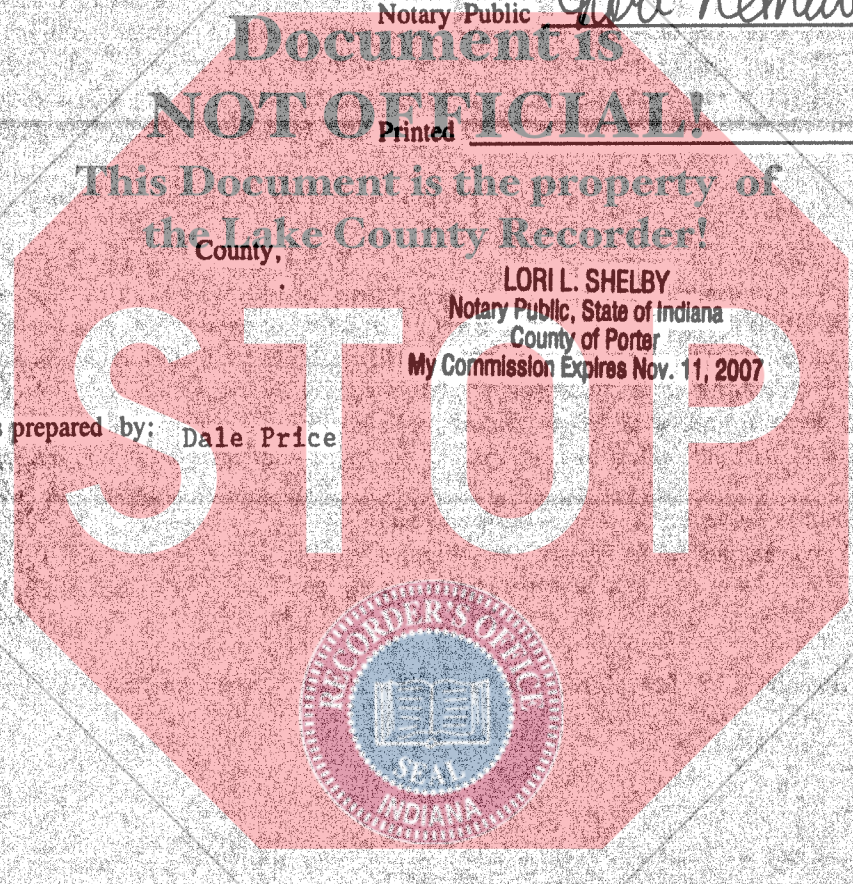 Notary Public
Document is
NOT OFFICIAL!
Printed
This Document is the property of
the Lake County Recorder!
County,
LORI L. SHELBY
Notary Public, State of Indiana
County of Porter
My Commission Expires Nov. 11, 2007
s prepared by: Dale Price
STOP
RECORDER'S OFFICE
SEAL
INDIANA